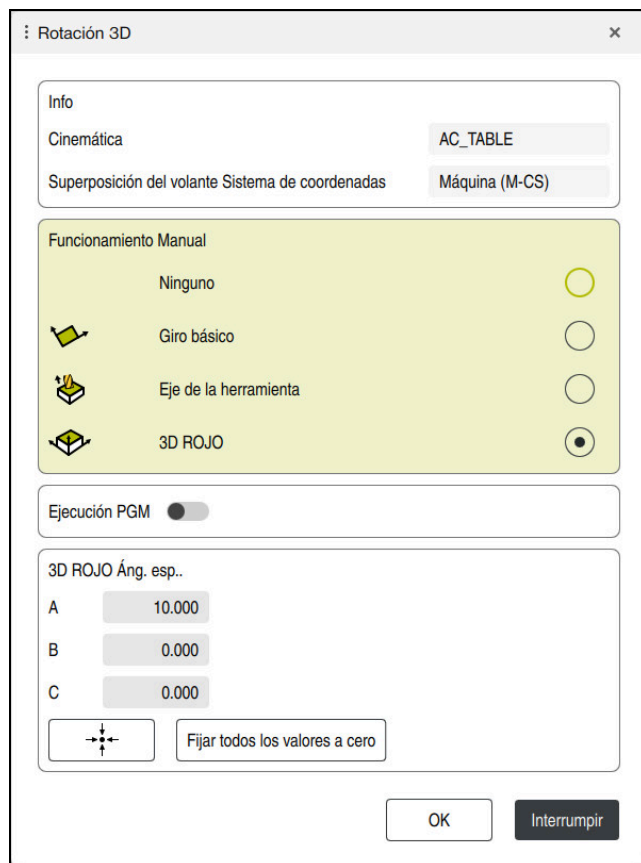 Rotación 3D
Info
Cinemática AC_TABLE
Superposición del volante Sistema de coordenadas Máquina (M-CS)
Funcionamiento Manual
Ninguno
Giro básico
Eje de la herramienta
3D ROJO
Ejecución PGM
3D ROJO Áng. esp..
A 10.000
B 0.000
C 0.000
Fijar todos los valores a cero
OK Interrumpir